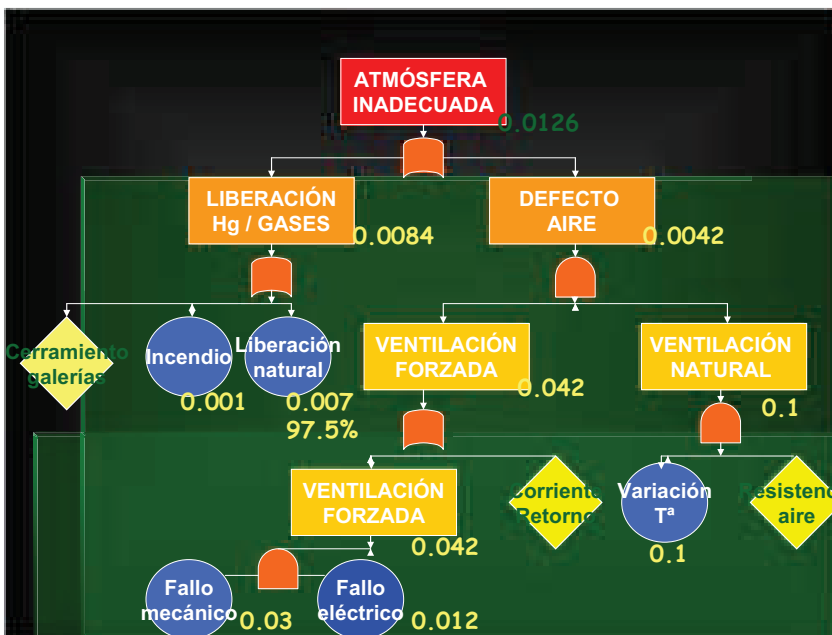 ATMÓSFERA
INADECUADA
0.0126
LIBERACIÓN
Hg / GASES
0.0084
DEFECTO
AIRE
0.0042
Cerramiento
galerías
Incendio
0.001
Liberación
natural
0.007
97.5%
VENTILACIÓN
FORZADA
0.042
VENTILACIÓN
NATURAL
0.1
VENTILACIÓN
FORZADA
0.042
Corriente
Retorno
Variación
Tª
0.1
Resistenc
aire
Fallo
mecánico
0.03
Fallo
eléctrico
0.012